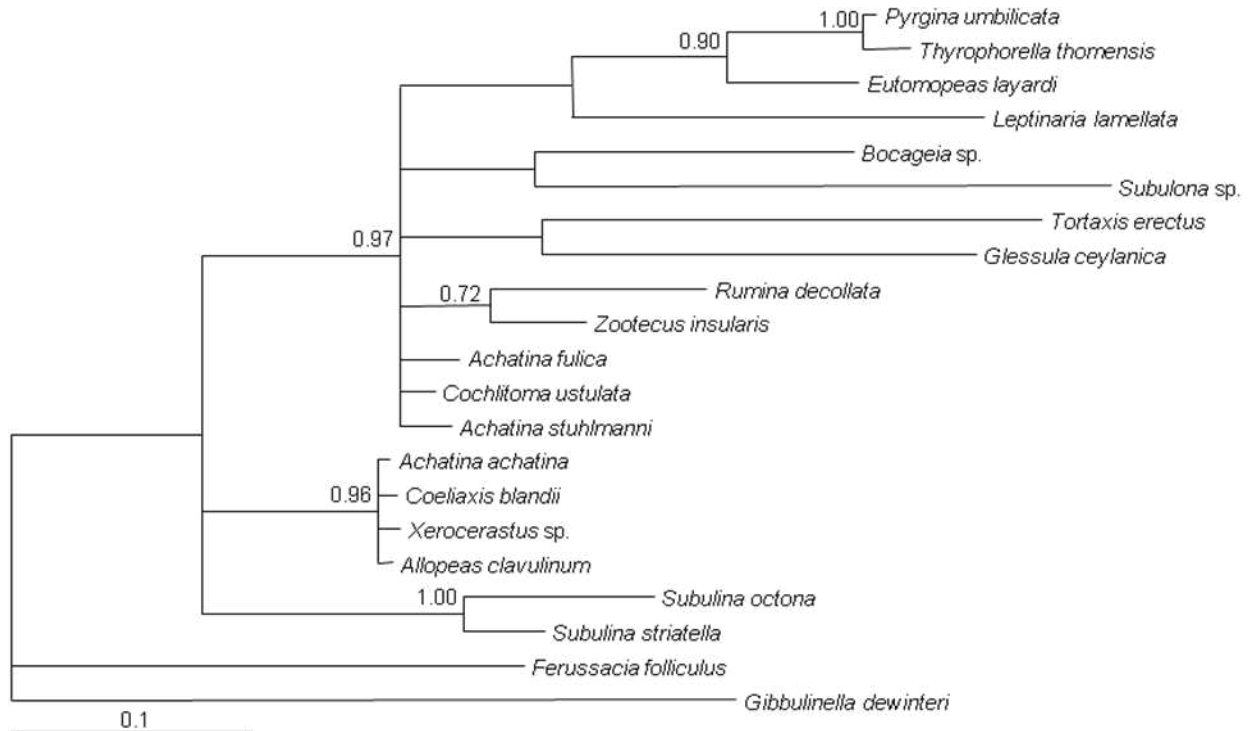 1.00 Pyrgina umbilicata
0.90 Thyrophorella thomensis
Eutomopeas layardi
Leptinaria lamellata
Bocageia sp.
Subulona sp.
Tortaxis erectus
0.97
Glessula ceylanica
0.72 Rumina decollata
Zootecus insularis
Achatina fulica
Cochlitoma ustulata
Achatina stuhlmanni
Achatina achatina
0.96 Coeliaxis blandii
Xerocerastus sp.
Allopeas clavulinum
1.00 Subulina octona
Subulina striatella
Ferussacia folliculus
Gibbulinella dewinteri
0.1